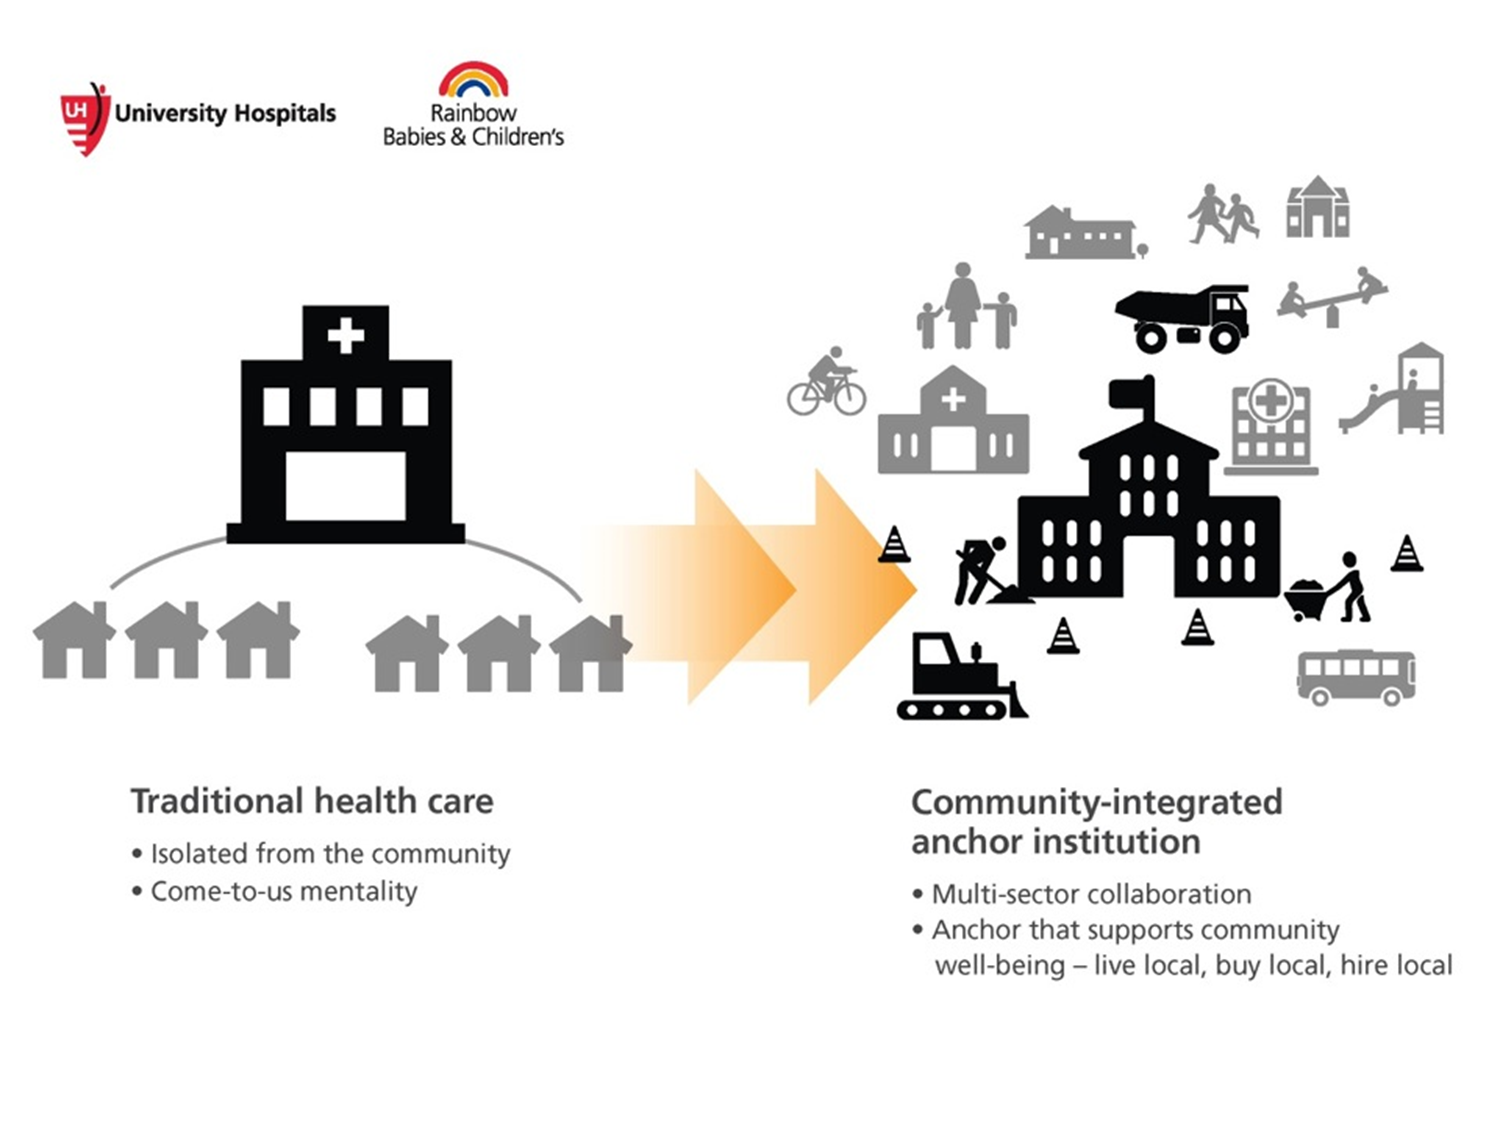 UH University Hospitals
Rainbow
Babies & Children's
Traditional health care
• Isolated from the community
• Come-to-us mentality
Community-integrated
anchor institution
• Multi-sector collaboration
• Anchor that supports community
well-being – live local, buy local, hire local